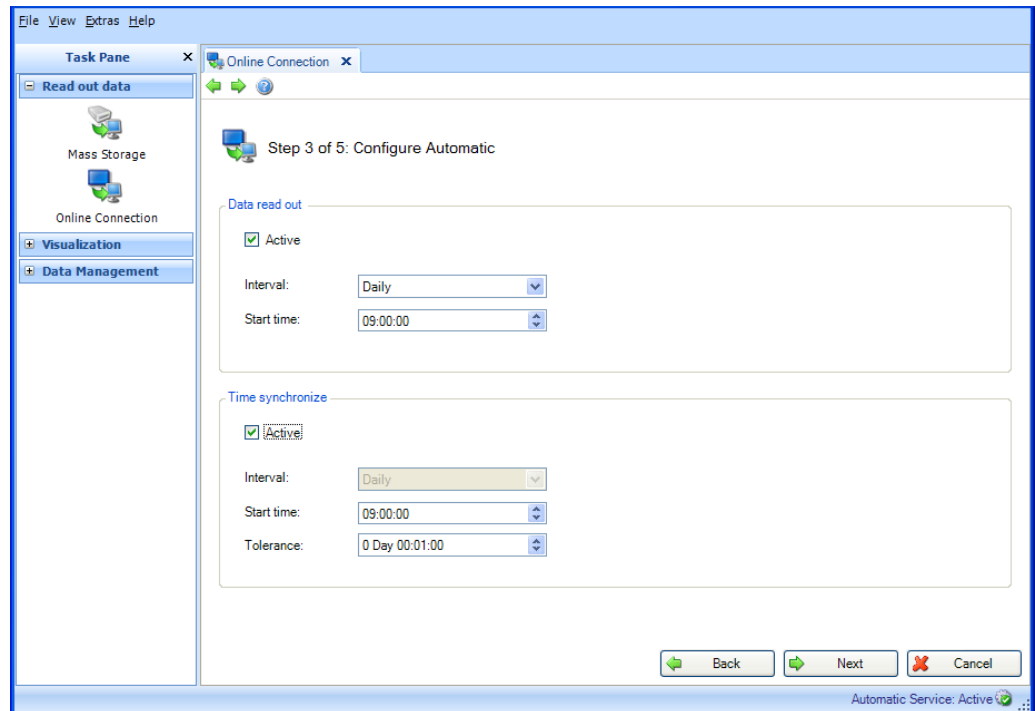 File View Extras Help
Task Pane
Online Connection
Read out data
Mass Storage
Online Connection
Visualization
Data Management
Step 3 of 5: Configure Automatic
Data read out
Active
Interval: Daily
Start time: 09:00:00
Time synchronize
Active
Interval: Daily
Start time: 09:00:00
Tolerance: 0 Day 00:01:00
Back Next Cancel
Automatic Service: Active